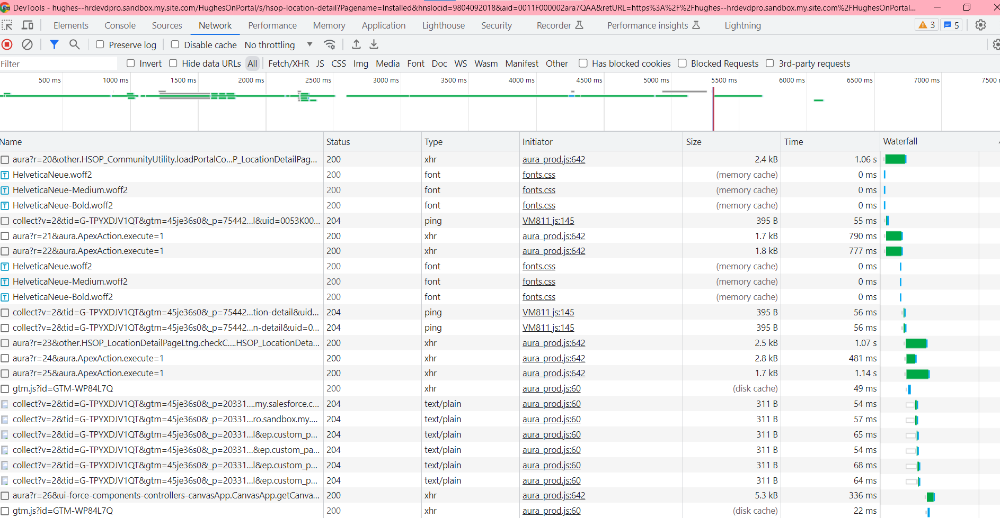 DevTools - hughes--hrdevdpro.sandbox.my.site.com/HughesOnPortal/s/hsop-location-detail?Pagename=Installed&hnslocid=9804092018&aid=0011F000002ara7QAA&retURL=https%3A%2F%2Fhughes--hrdevdpro.sandbox.my.site.com%2FHughesOnPortal...
Elements Console Sources Network Performance Memory Application Lighthouse Security Recorder Performance insights Lightning 3 5
Preserve log Disable cache No throttling
Filter Invert Hide data URLs All Fetch/XHR JS CSS Img Media Font Doc WS Wasm Manifest Other Has blocked cookies Blocked Requests 3rd-party requests
500 ms 1000 ms 1500 ms 2000 ms 2500 ms 3000 ms 3500 ms 4000 ms 4500 ms 5000 ms 5500 ms 6000 ms 6500 ms 7000 ms 7500
Name Status Type Initiator Size Time Waterfall
aura?r=20&other.HSOP_CommunityUtility.loadPortalCo...P_LocationDetailPag... 200 xhr aura_prod.js:642 2.4 kB 1.06 s
HelveticaNeue.woff2 200 font fonts.css (memory cache) 0 ms
HelveticaNeue-Medium.woff2 200 font fonts.css (memory cache) 0 ms
HelveticaNeue-Bold.woff2 200 font fonts.css (memory cache) 0 ms
collect?v=2&tid=G-TPYXDJV1QT&gtm=45je36s0&_p=75442...l&uid=0053K00... 204 ping VM811 js:145 395 B 55 ms
aura?r=21&aura.ApexAction.execute=1 200 xhr aura_prod.js:642 1.7 kB 790 ms
aura?r=22&aura.ApexAction.execute=1 200 xhr aura_prod.js:642 1.8 kB 777 ms
HelveticaNeue.woff2 200 font fonts.css (memory cache) 0 ms
HelveticaNeue-Medium.woff2 200 font fonts.css (memory cache) 0 ms
HelveticaNeue-Bold.woff2 200 font fonts.css (memory cache) 0 ms
collect?v=2&tid=G-TPYXDJV1QT&gtm=45je36s0&_p=75442...tion-detail&uid... 204 ping VM811 js:145 395 B 56 ms
collect?v=2&tid=G-TPYXDJV1QT&gtm=45je36s0&_p=75442...n-detail&uid=0... 204 ping VM811 js:145 395 B 56 ms
aura?r=23&other.HSOP_LocationDetailPageLtng.checkC....HSOP_LocationDeta... 200 xhr aura_prod.js:642 2.5 kB 1.07 s
aura?r=24&aura.ApexAction.execute=1 200 xhr aura_prod.js:642 2.8 kB 481 ms
aura?r=25&aura.ApexAction.execute=1 200 xhr aura_prod.js:642 1.7 kB 1.14 s
gtm.js?id=GTM-WP84L7Q 200 xhr aura_prod.js:60 (disk cache) 49 ms
collect?v=2&tid=G-TPYXDJV1QT&gtm=45je36s0&_p=20331....my.salesforce.c... 204 text/plain aura_prod.js:60 311 B 54 ms
collect?v=2&tid=G-TPYXDJV1QT&gtm=45je36s0&_p=20331...ro.sandbox.my.... 204 text/plain aura_prod.js:60 311 B 57 ms
collect?v=2&tid=G-TPYXDJV1QT&gtm=45je36s0&_p=20331...l&ep.custom_p... 204 text/plain aura_prod.js:60 311 B 65 ms
collect?v=2&tid=G-TPYXDJV1QT&gtm=45je36s0&_p=20331...&ep.custom_pa... 204 text/plain aura_prod.js:60 311 B 54 ms
collect?v=2&tid=G-TPYXDJV1QT&gtm=45je36s0&_p=20331...l&ep.custom_p... 204 text/plain aura_prod.js:60 311 B 68 ms
collect?v=2&tid=G-TPYXDJV1QT&gtm=45je36s0&_p=20331...l&ep.custom_p... 204 text/plain aura_prod.js:60 311 B 64 ms
aura?r=26&ui-force-components-controllers-canvasApp.CanvasApp.getCanva... 200 xhr aura_prod.js:642 5.3 kB 336 ms
gtm.js?id=GTM-WP84L7Q 200 xhr aura_prod.js:60 (disk cache) 22 ms